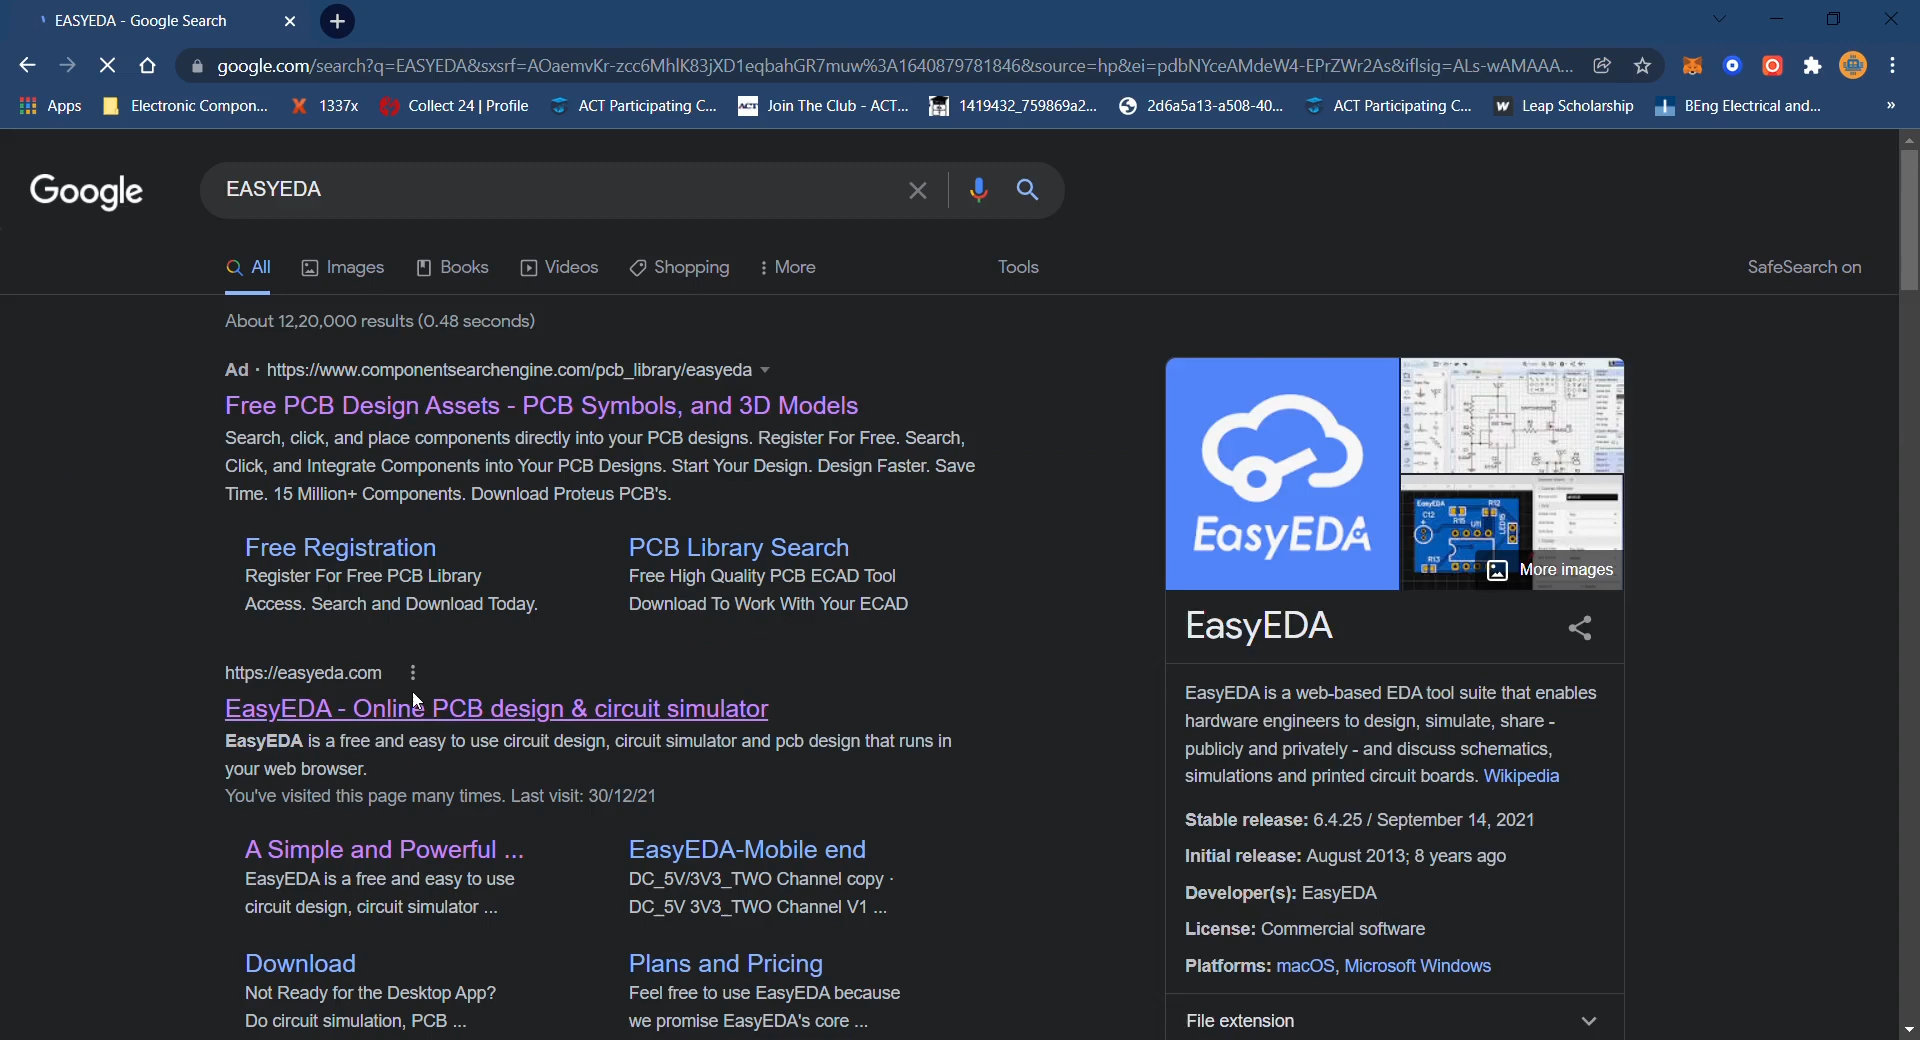 EASYEDA - Google Search
google.com/search?q=EASYEDA&sxsrf=AOaemvKr-zcc6MhlK83jXD1eqbahGR7muw%3A1640879781846&source=hp&ei=pdbNYceAMdeW4-EPrZWr2As&iflsig=ALs-wAMAAA...
Apps Electronic Compon... 1337x Collect 24 | Profile ACT Participating C... Join The Club - ACT... 1419432_759869a2... 2d6a5a13-a508-40... ACT Participating C... Leap Scholarship BEng Electrical and... »
Google
EASYEDA
All Images Books Videos Shopping More Tools SafeSearch on
About 12,20,000 results (0.48 seconds)
Ad · https://www.componentsearchengine.com/pcb_library/easyeda
Free PCB Design Assets - PCB Symbols, and 3D Models
Search, click, and place components directly into your PCB designs. Register For Free. Search,
Click, and Integrate Components into Your PCB Designs. Start Your Design. Design Faster. Save
Time. 15 Million+ Components. Download Proteus PCB's.
Free Registration
Register For Free PCB Library
Access. Search and Download Today.
PCB Library Search
Free High Quality PCB ECAD Tool
Download To Work With Your ECAD
https://easyeda.com
EasyEDA - Online PCB design & circuit simulator
EasyEDA is a free and easy to use circuit design, circuit simulator and pcb design that runs in
your web browser.
You've visited this page many times. Last visit: 30/12/21
A Simple and Powerful ...
EasyEDA is a free and easy to use
circuit design, circuit simulator ...
EasyEDA-Mobile end
DC_5V/3V3_TWO Channel copy ·
DC_5V 3V3_TWO Channel V1 ...
Download
Not Ready for the Desktop App?
Do circuit simulation, PCB ...
Plans and Pricing
Feel free to use EasyEDA because
we promise EasyEDA's core ...
EasyEDA
EasyEDA
C12
R12
R15
U11
LED15
R13
More images
EasyEDA
EasyEDA is a web-based EDA tool suite that enables
hardware engineers to design, simulate, share -
publicly and privately - and discuss schematics,
simulations and printed circuit boards. Wikipedia
Stable release: 6.4.25 / September 14, 2021
Initial release: August 2013; 8 years ago
Developer(s): EasyEDA
License: Commercial software
Platforms: macOS, Microsoft Windows
File extension